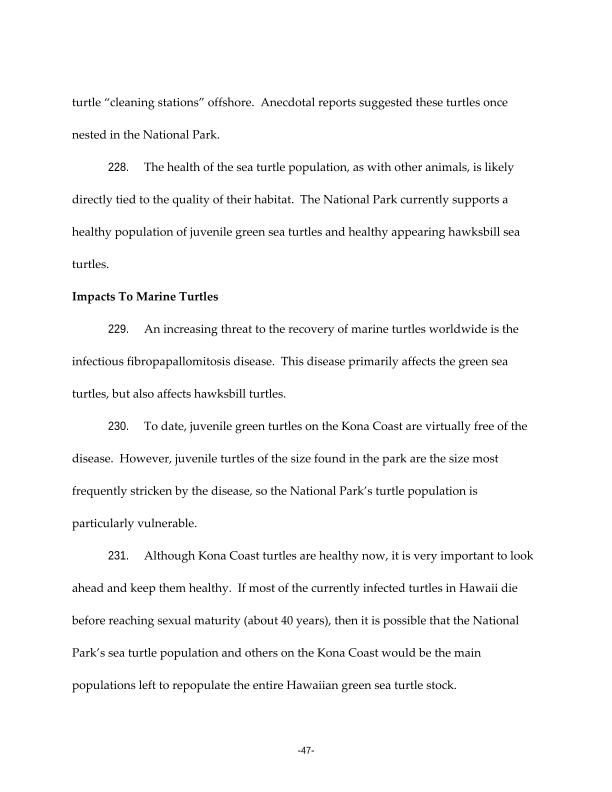 turtle “cleaning stations” offshore.  Anecdotal reports suggested these turtles once
nested in the National Park.
228. The health of the sea turtle population, as with other animals, is likely
directly tied to the quality of their habitat.  The National Park currently supports a
healthy population of juvenile green sea turtles and healthy appearing hawksbill sea
turtles.
Impacts To Marine Turtles
229. An increasing threat to the recovery of marine turtles worldwide is the
infectious fibropapallomitosis disease.  This disease primarily affects the green sea
turtles, but also affects hawksbill turtles.
230. To date, juvenile green turtles on the Kona Coast are virtually free of the
disease.  However, juvenile turtles of the size found in the park are the size most
frequently stricken by the disease, so the National Park’s turtle population is
particularly vulnerable.
231. Although Kona Coast turtles are healthy now, it is very important to look
ahead and keep them healthy.  If most of the currently infected turtles in Hawaii die
before reaching sexual maturity (about 40 years), then it is possible that the National
Park’s sea turtle population and others on the Kona Coast would be the main
populations left to repopulate the entire Hawaiian green sea turtle stock.
-47-